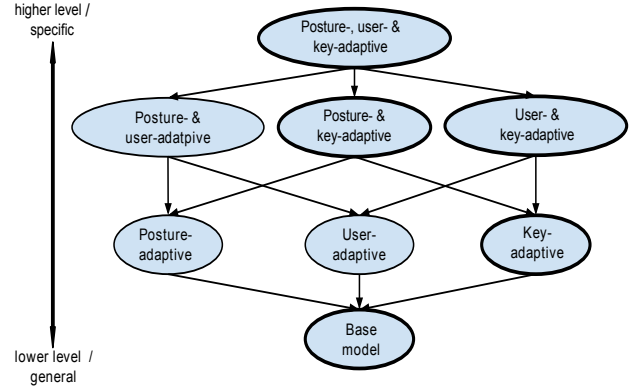 higher level /
specific
Posture-, user- &
key-adaptive
Posture- &
user-adatpive
Posture- &
key-adaptive
User- &
key-adaptive
Posture-
adaptive
User-
adaptive
Key-
adaptive
Base
model
lower level /
general